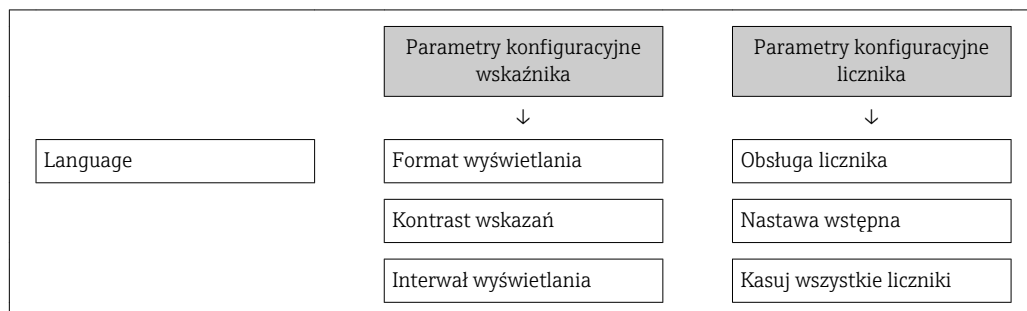 Parametry konfiguracyjne
wskaźnika
Parametry konfiguracyjne
licznika
↓
↓
Language
Format wyświetlania
Obsługa licznika
Kontrast wskazań
Nastawa wstępna
Interwał wyświetlania
Kasuj wszystkie liczniki